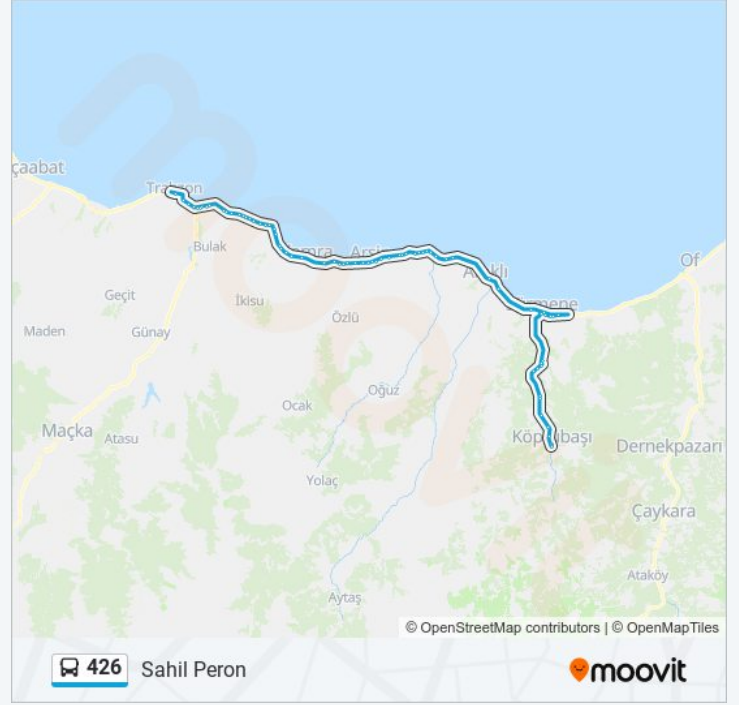 çaabat
Trabzon
Bulak
Of
Geçit
İkisu
Özlü
Maden
Günay
Oğuz
Ocak
Maçka
Atasu
Köprübaşı
Dernekpazarı
Yolaç
Çaykara
Ataköy
Aytaş
© OpenStreetMap contributors | © OpenMapTiles
426 Sahil Peron
moovit